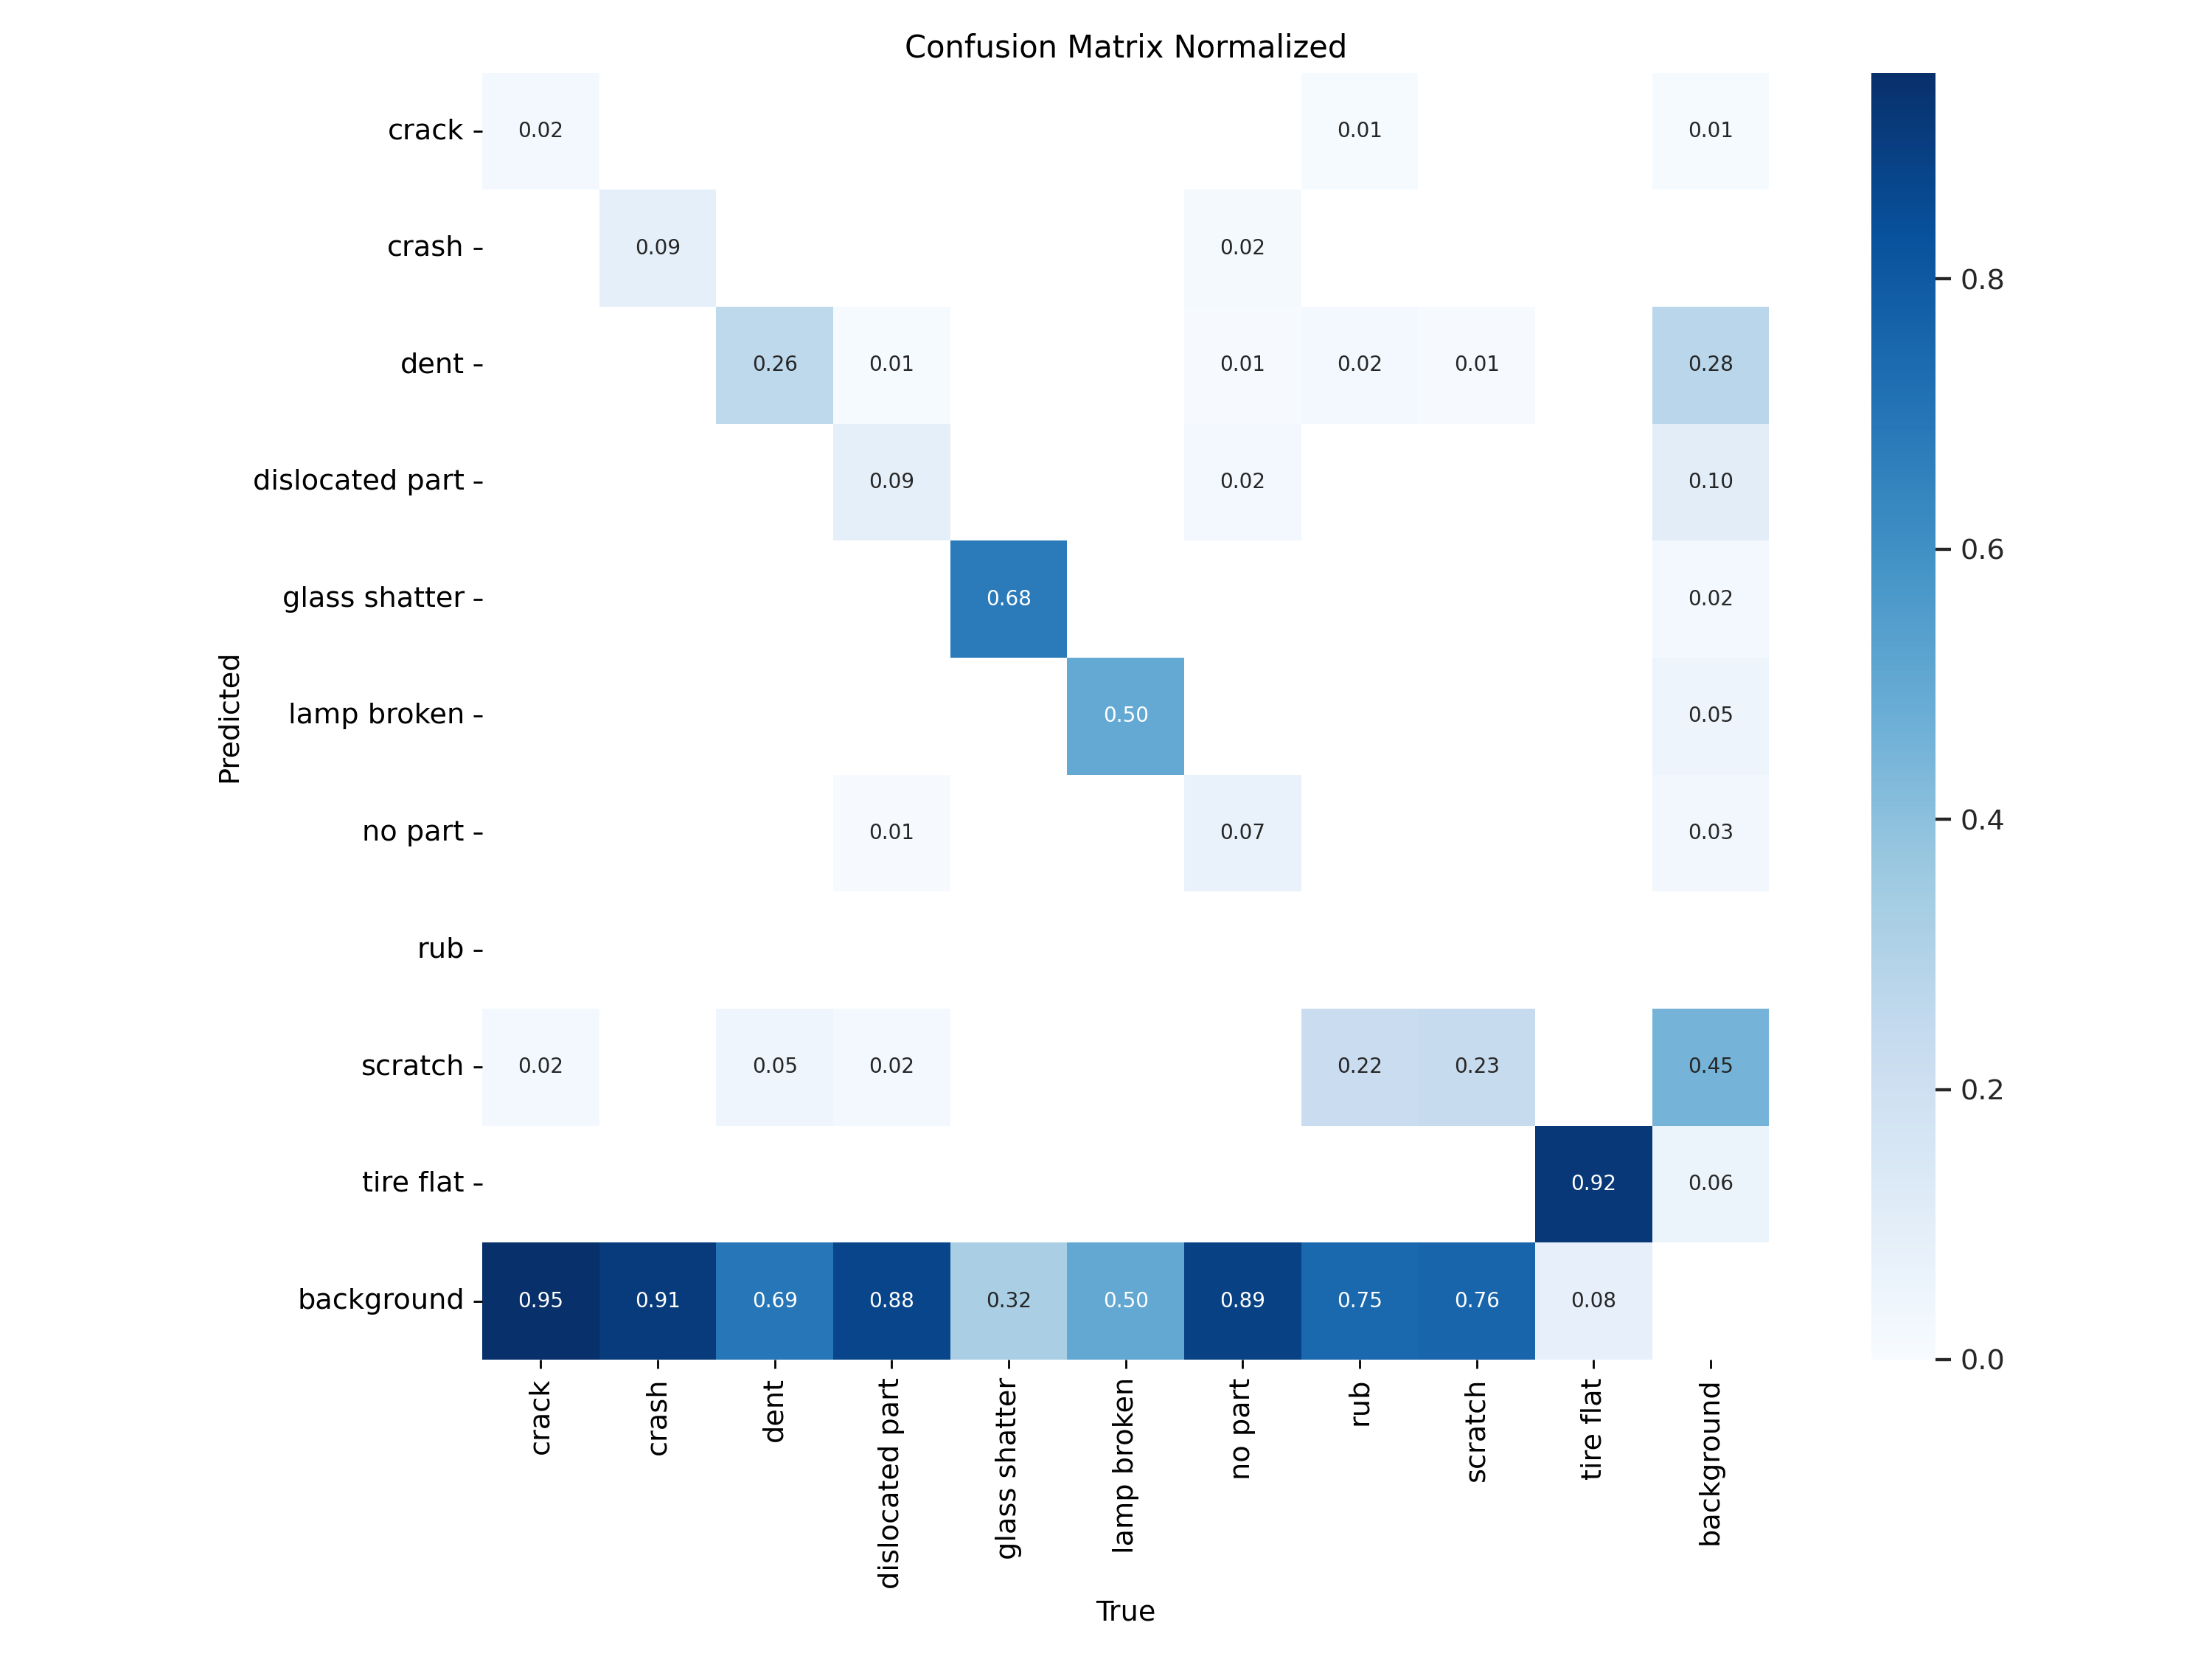 Confusion Matrix Normalized
crack 0.02 0.01 0.01
crash 0.09 0.02
dent 0.26 0.01 0.01 0.02 0.01 0.28
dislocated part 0.09 0.02 0.10
glass shatter 0.68 0.02
lamp broken 0.50 0.05
no part 0.01 0.07 0.03
rub
scratch 0.02 0.05 0.02 0.22 0.23 0.45
tire flat 0.92 0.06
background 0.95 0.91 0.69 0.88 0.32 0.50 0.89 0.75 0.76 0.08
Predicted
crack
crash
dent
dislocated part
glass shatter
lamp broken
no part
rub
scratch
tire flat
background
True
0.8
0.6
0.4
0.2
0.0